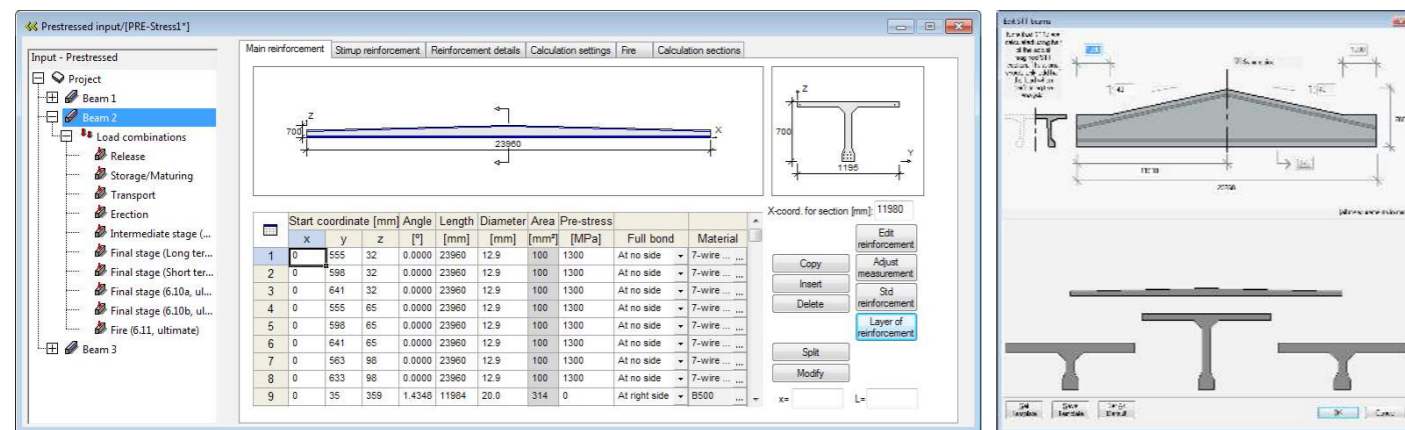 Prestressed input/[PRE-Stress1*]
Input - Prestressed
Project
Beam 1
Beam 2
Load combinations
Release
Storage/Maturing
Transport
Erection
Intermediate stage (...
Final stage (Long ter...
Final stage (Short ter...
Final stage (6.10a, ul...
Final stage (6.10b, ul...
Fire (6.11, ultimate)
Beam 3
Main reinforcement Stirrup reinforcement Reinforcement details Calculation settings Fire Calculation sections
Z
700
X
23960
Z
700
Y
1195
X-coord. for section [mm]: 11980
Start coordinate [mm] Angle Length Diameter Area Pre-stress
x y z [°] [mm] [mm] [mm²] [MPa] Full bond Material
1 0 555 32 0.0000 23960 12.9 100 1300 At no side 7-wire ... ...
2 0 598 32 0.0000 23960 12.9 100 1300 At no side 7-wire ... ...
3 0 641 32 0.0000 23960 12.9 100 1300 At no side 7-wire ... ...
4 0 555 65 0.0000 23960 12.9 100 1300 At no side 7-wire ... ...
5 0 598 65 0.0000 23960 12.9 100 1300 At no side 7-wire ... ...
6 0 641 65 0.0000 23960 12.9 100 1300 At no side 7-wire ... ...
7 0 563 98 0.0000 23960 12.9 100 1300 At no side 7-wire ... ...
8 0 633 98 0.0000 23960 12.9 100 1300 At no side 7-wire ... ...
9 0 35 359 1.4348 11984 20.0 314 0 At right side B500 ...
Edit
reinforcement
Copy
Adjust
measurement
Insert
Std
reinforcement
Delete
Layer of
reinforcement
Split
Modify
x= L=
Edit STT beams
OK